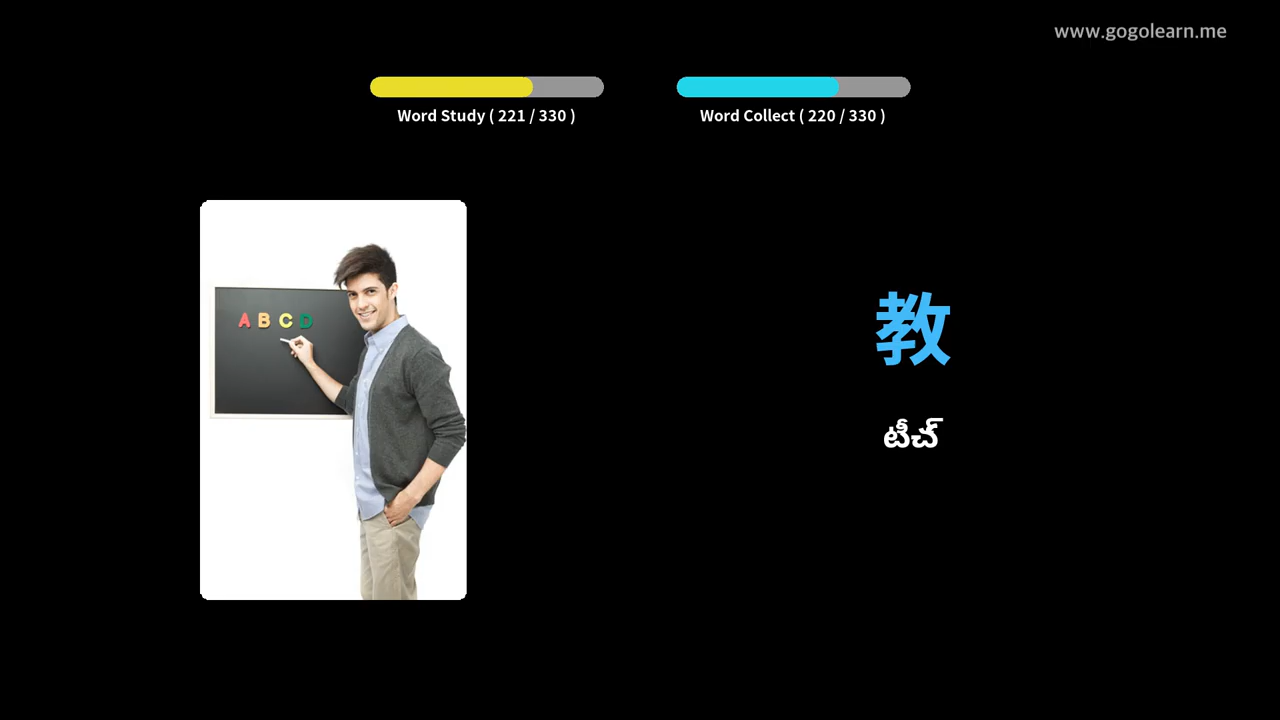 www.gogolearn.me
Word Study ( 221 / 330 )
Word Collect ( 220 / 330 )
A B C D
教
టీచ్